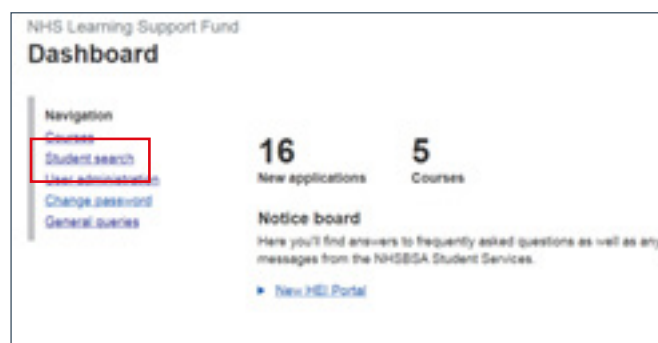 NHS Learning Support Fund
Dashboard
Navigation
Courses
Student search
User administration
Change password
General queries
16
New applications
5
Courses
Notice board
Here you'll find answers to frequently asked questions as well as any
messages from the NHSBSA Student Services.
New HEI Portal